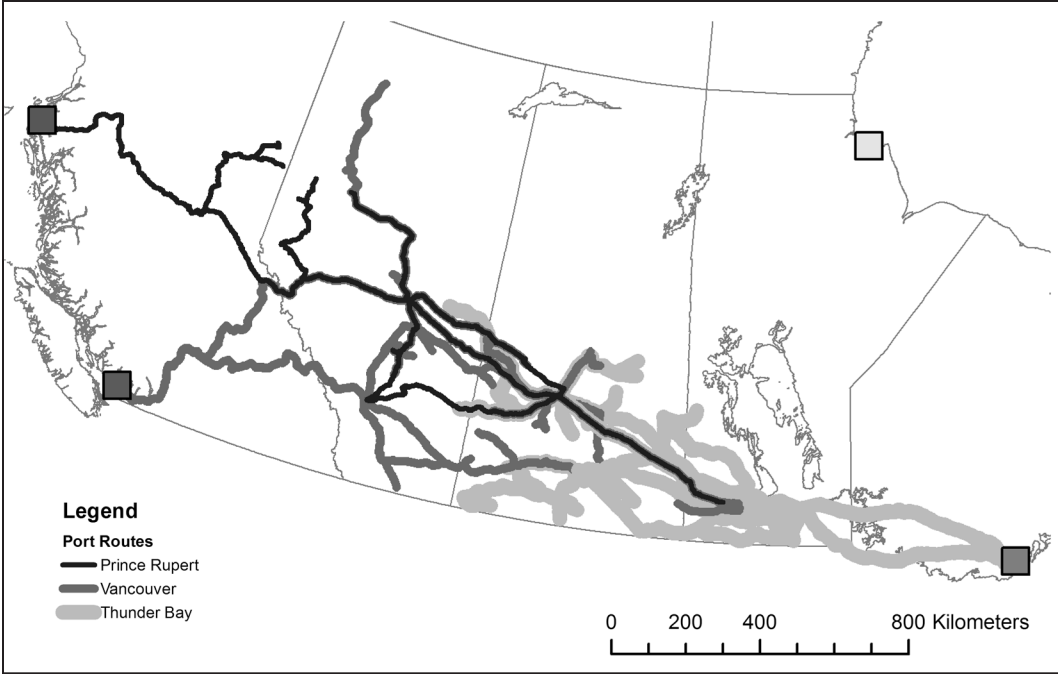 Legend
Port Routes
Prince Rupert
Vancouver
Thunder Bay
0 200 400 800 Kilometers